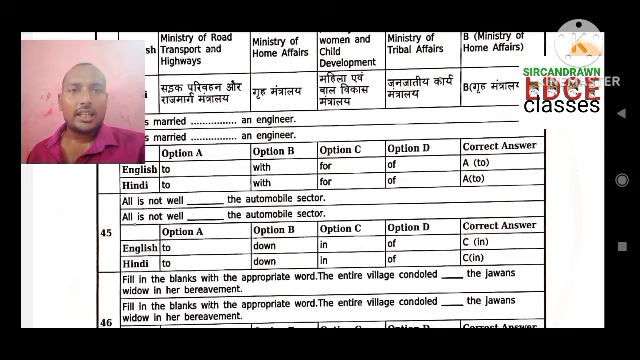 Ministry of Road Transport and Highways
Ministry of Home Affairs
women and Child Development
Ministry of Tribal Affairs
B (Ministry of Home Affairs)
SIRCANDRAWN
EDCE
classes
सड़क परिवहन और राजमार्ग मंत्रालय
गृह मंत्रालय
महिला एवं बाल विकास मंत्रालय
जनजातीय कार्य मंत्रालय
B(गृह मंत्रालय
s married ................ an engineer.
s married ................ an engineer.
Option A Option B Option C Option D Correct Answer
English to with for of A (to)
Hindi to with for of A(to)
45
All is not well _______ the automobile sector.
All is not well _______ the automobile sector.
Option A Option B Option C Option D Correct Answer
English to down in of C (in)
Hindi to down in of C(in)
46
Fill in the blanks with the appropriate word.The entire village condoled ____ the jawans
widow in her bereavement.
Fill in the blanks with the appropriate word.The entire village condoled ____ the jawans
widow in her bereavement.